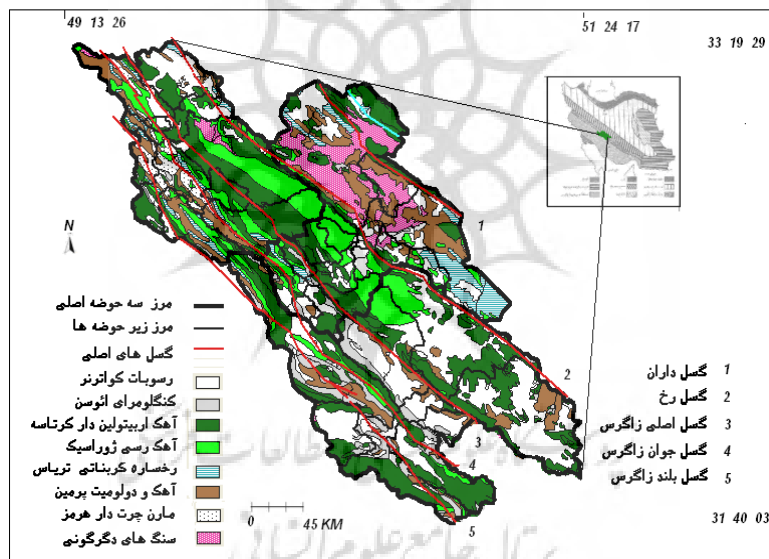 49 13 26
51 24 17
33 19 29
N
1
2
3
4
5
مرز سه حوضه اصلی
مرز زیر حوضه ها
گسل های اصلی
رسوبات کواترنر
کنگلومرای ائوسن
آهک اربیتولین دار کرتاسه
آهک رسی ژوراسیک
رخساره کربناتی تریاس
آهک و دولومیت پرمین
مارن چرت دار هرمز
سنگ های دگرگونی
0 45 KM
گسل داران 1
گسل رخ 2
گسل اصلی زاگرس 3
گسل جوان زاگرس 4
گسل بلند زاگرس 5
31 40 03